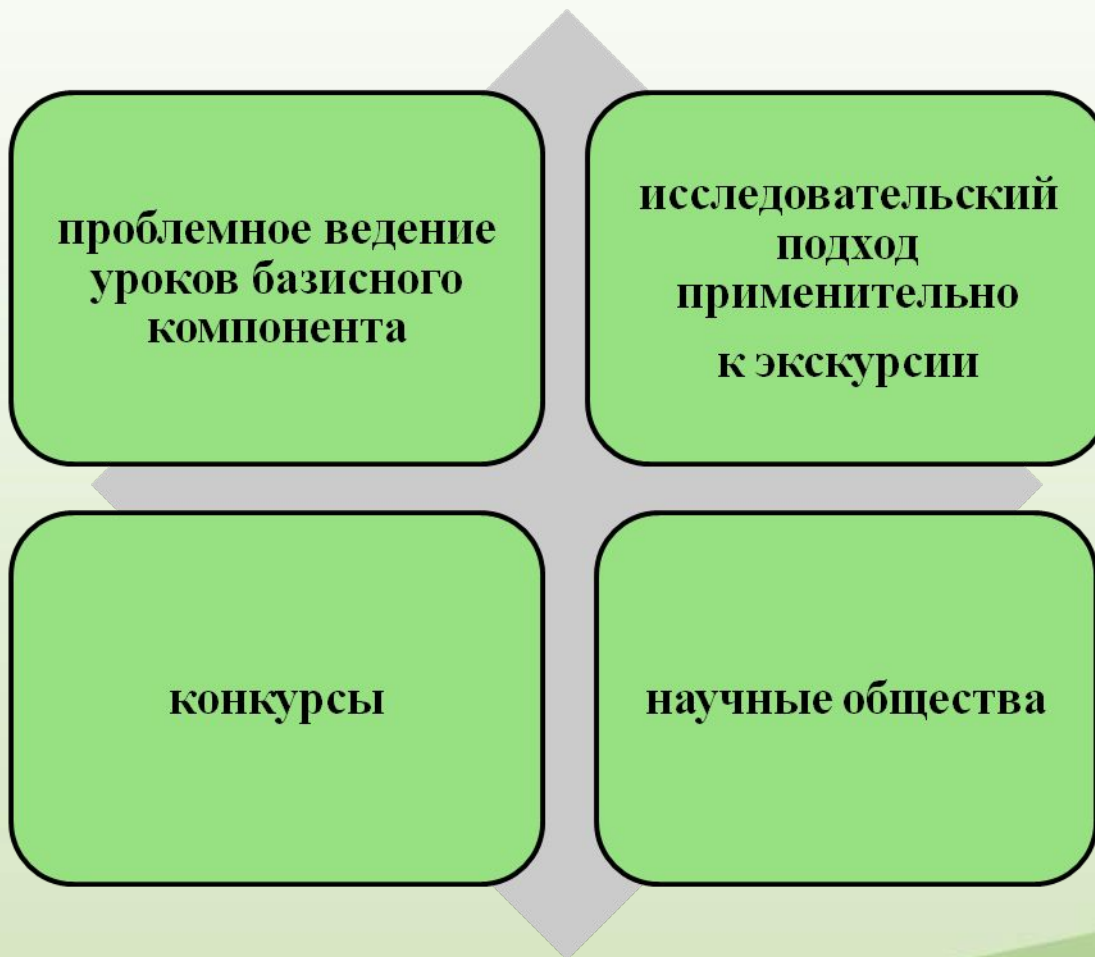 проблемное ведение
уроков базисного
компонента
исследовательский
подход
применительно
к экскурсии
конкурсы
научные общества